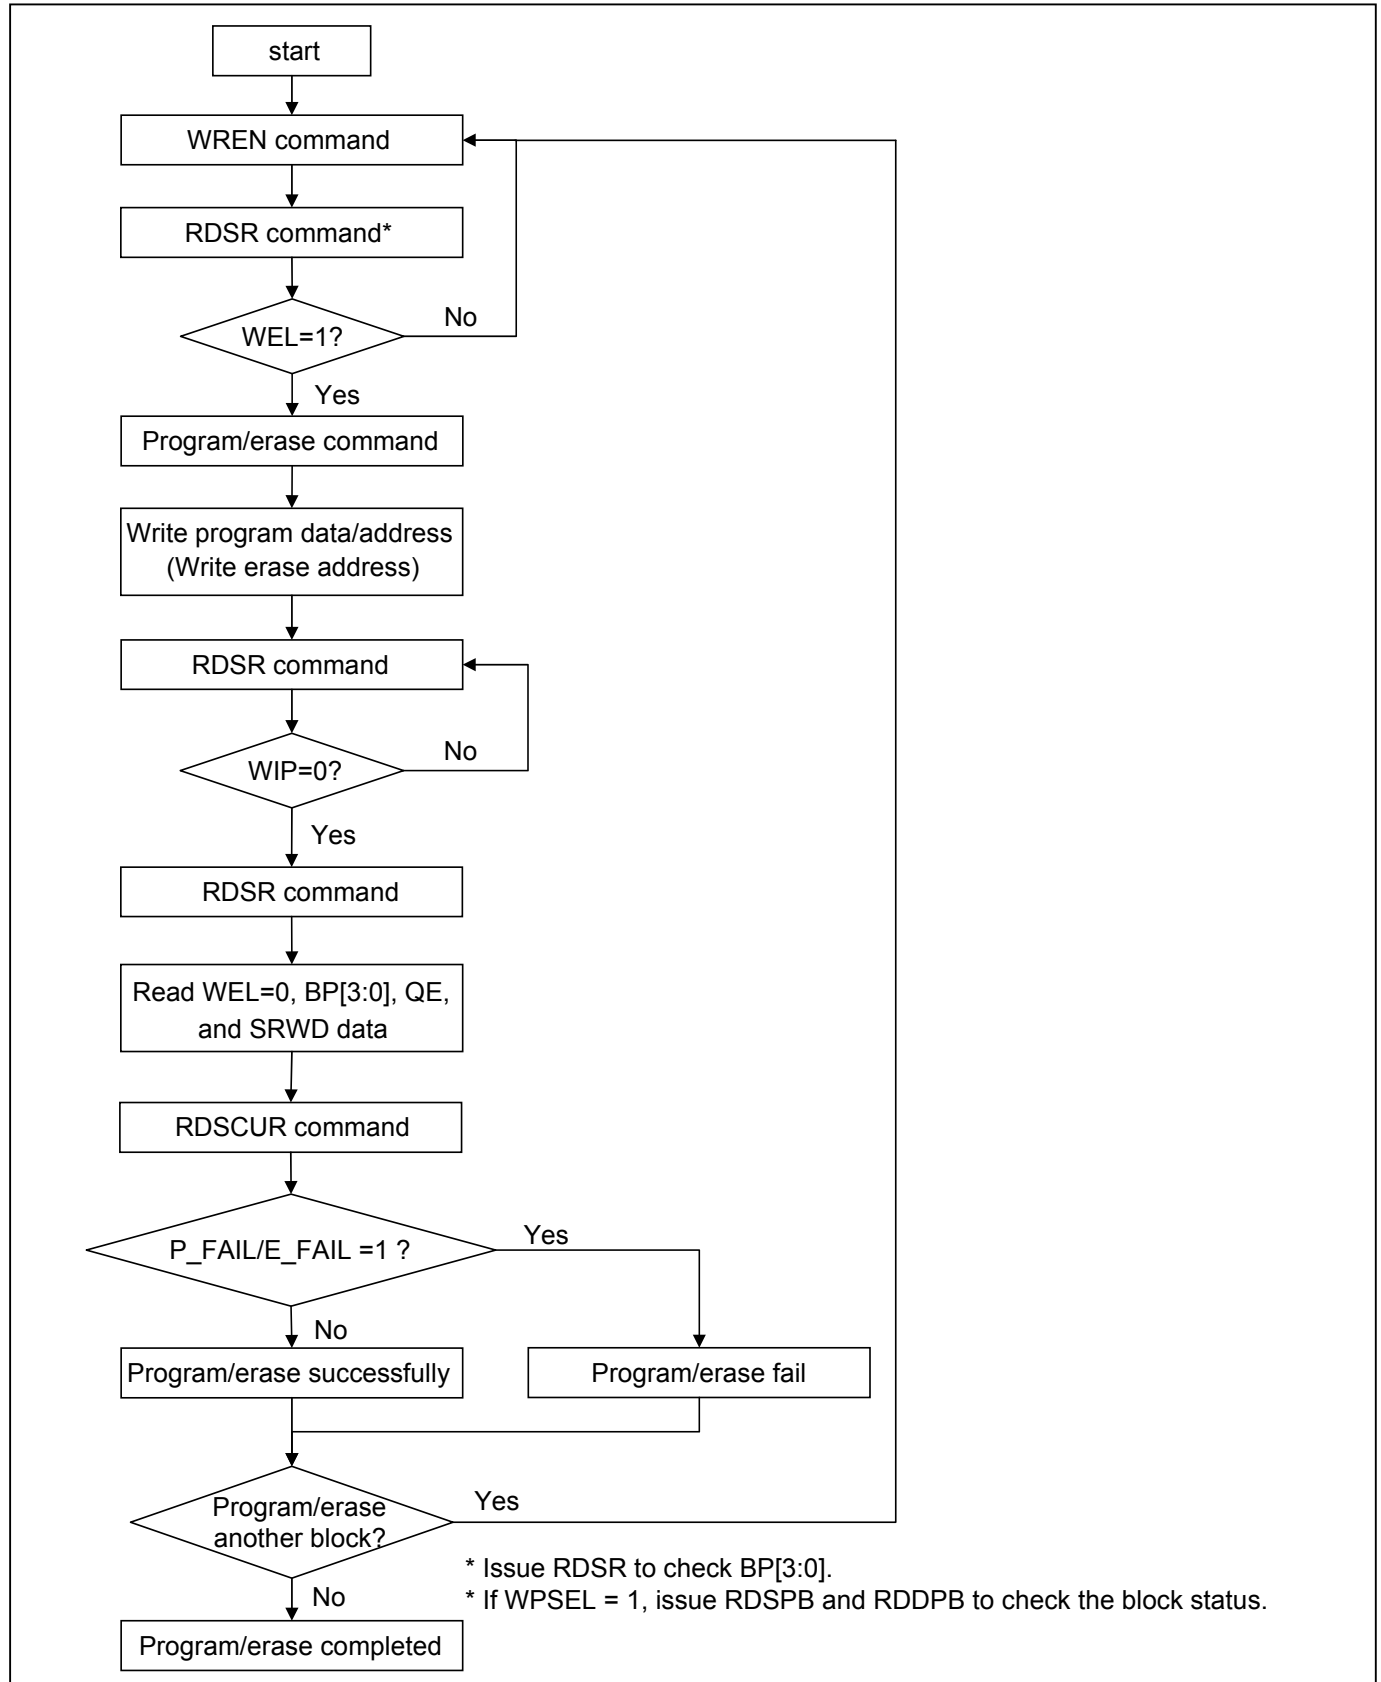 start
WREN command
RDSR command*
WEL=1?
No
Yes
Program/erase command
Write program data/address
(Write erase address)
RDSR command
WIP=0?
No
Yes
RDSR command
Read WEL=0, BP[3:0], QE,
and SRWD data
RDSCUR command
P_FAIL/E_FAIL =1 ?
Yes
No
Program/erase successfully
Program/erase fail
Program/erase
another block?
Yes
* Issue RDSR to check BP[3:0].
* If WPSEL = 1, issue RDSPB and RDDPB to check the block status.
No
Program/erase completed